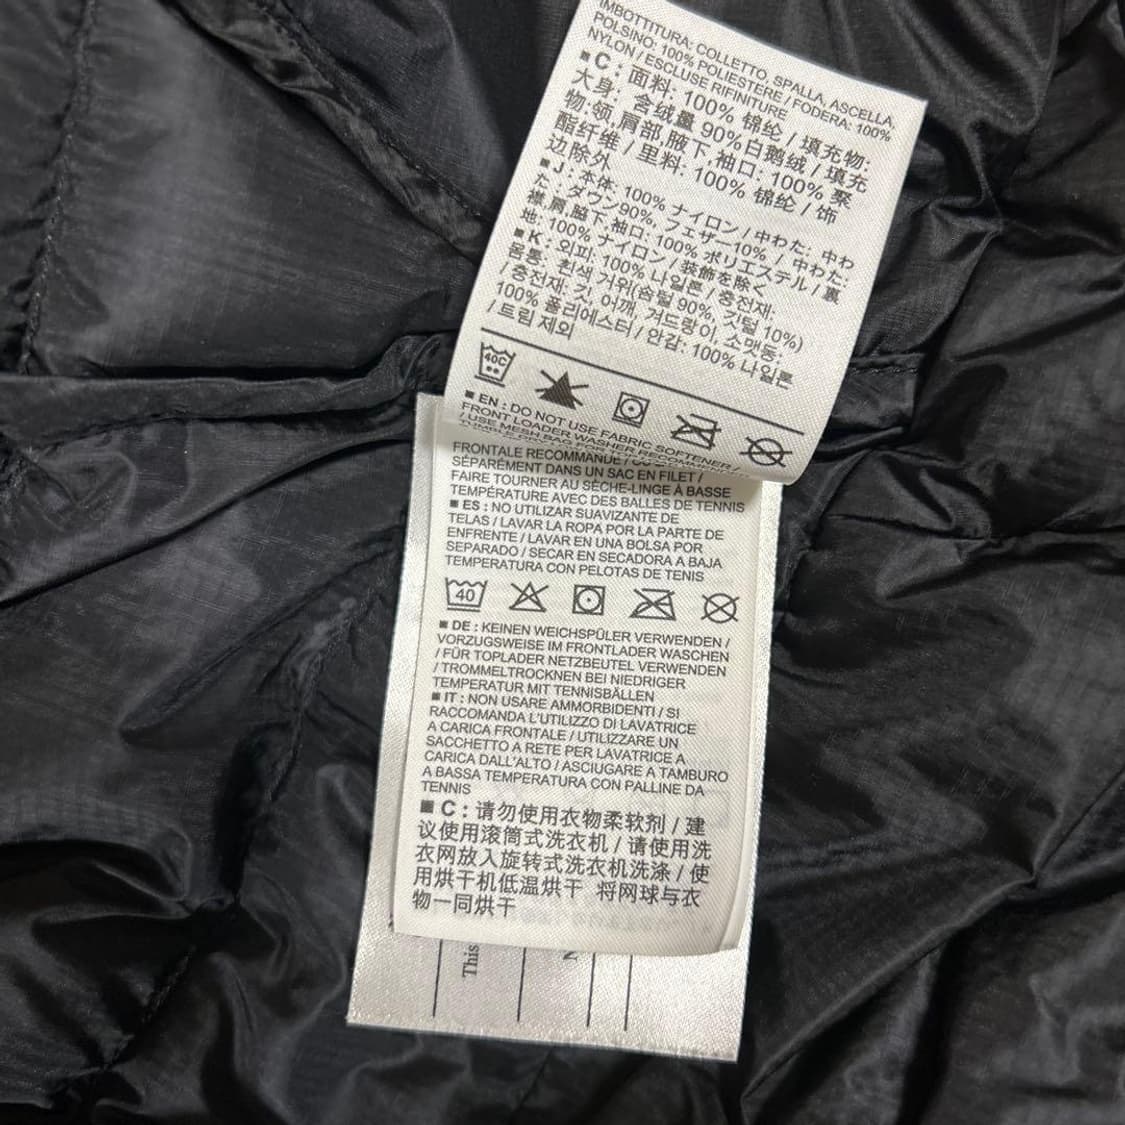 IMBOTTITURA: COLLETTO, SPALLA, ASCELLA,
POLSINO: 100% POLIESTERE / FODERA: 100%
NYLON / ESCLUSE RIFINITURE
■ C : 面料: 100% 锦纶 / 填充物:
大身: 含绒量 90%白鹅绒 / 填充
物:领,肩部,腋下,袖口: 100% 聚
酯纤维 / 里料: 100% 锦纶 / 饰
边除外
■ J : 本体: 100% ナイロン / 中わた: 中わ
た: ダウン90%, フェザー10% / 中わた:
襟,肩,脇下,袖口: 100% ポリエステル / 裏
地: 100% ナイロン / 装飾を除く
■ K : 외피: 100% 나일론 / 충전재,
몸통: 흰색 거위(솜털 90%, 깃털 10%)
/ 충전재, 깃, 어깨, 겨드랑이, 소맷동:
100% 폴리에스터 / 안감: 100% 나일론
/ 트림 제외
40C
■ EN : DO NOT USE FABRIC SOFTENER /
FRONT LOADER WASHER RECOMM
/ USE MESH BAG FOR
TUMBLE DRY
FRONTALE RECOMMANDÉ /
SÉPARÉMENT DANS UN SAC EN FILET /
FAIRE TOURNER AU SÈCHE-LINGE À BASSE
TEMPÉRATURE AVEC DES BALLES DE TENNIS
■ ES : NO UTILIZAR SUAVIZANTE DE
TELAS / LAVAR LA ROPA POR LA PARTE DE
ENFRENTE / LAVAR EN UNA BOLSA POR
SEPARADO / SECAR EN SECADORA A BAJA
TEMPERATURA CON PELOTAS DE TENIS
40
■ DE : KEINEN WEICHSPÜLER VERWENDEN /
VORZUGSWEISE IM FRONTLADER WASCHEN
/ FÜR TOPLADER NETZBEUTEL VERWENDEN
/ TROMMELTROCKNEN BEI NIEDRIGER
TEMPERATUR MIT TENNISBÄLLEN
■ IT : NON USARE AMMORBIDENTI / SI
RACCOMANDA L'UTILIZZO DI LAVATRICE
A CARICA FRONTALE / UTILIZZARE UN
SACCHETTO A RETE PER LAVATRICE A
CARICA DALL'ALTO / ASCIUGARE A TAMBURO
A BASSA TEMPERATURA CON PALLINE DA
TENNIS
■ C : 请勿使用衣物柔软剂 / 建
议使用滚筒式洗衣机 / 请使用洗
衣网放入旋转式洗衣机洗涤 / 使
用烘干机低温烘干 将网球与衣
物一同烘干
This
N